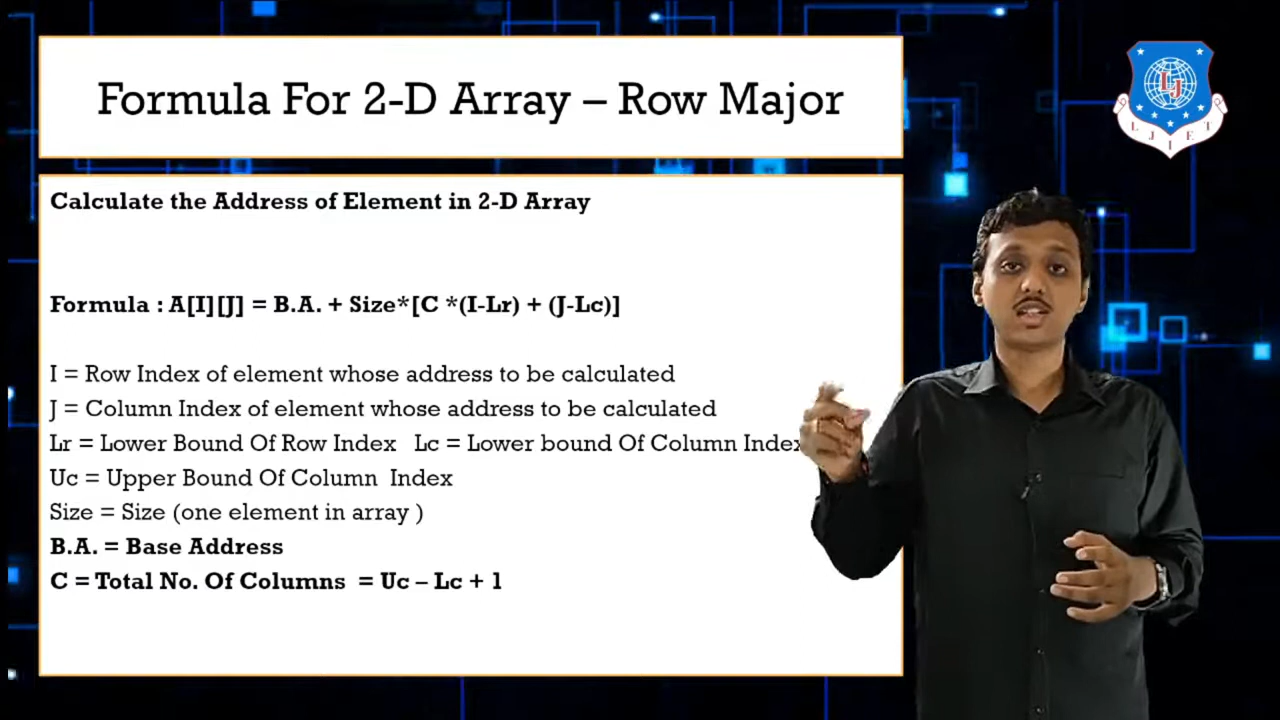 Formula For 2-D Array – Row Major
LJ
LJIET
Calculate the Address of Element in 2-D Array
Formula : A[I][J] = B.A. + Size*[C *(I-Lr) + (J-Lc)]
I = Row Index of element whose address to be calculated
J = Column Index of element whose address to be calculated
Lr = Lower Bound Of Row Index   Lc = Lower bound Of Column Index
Uc = Upper Bound Of Column  Index
Size = Size (one element in array )
B.A. = Base Address
C = Total No. Of Columns  = Uc – Lc + 1